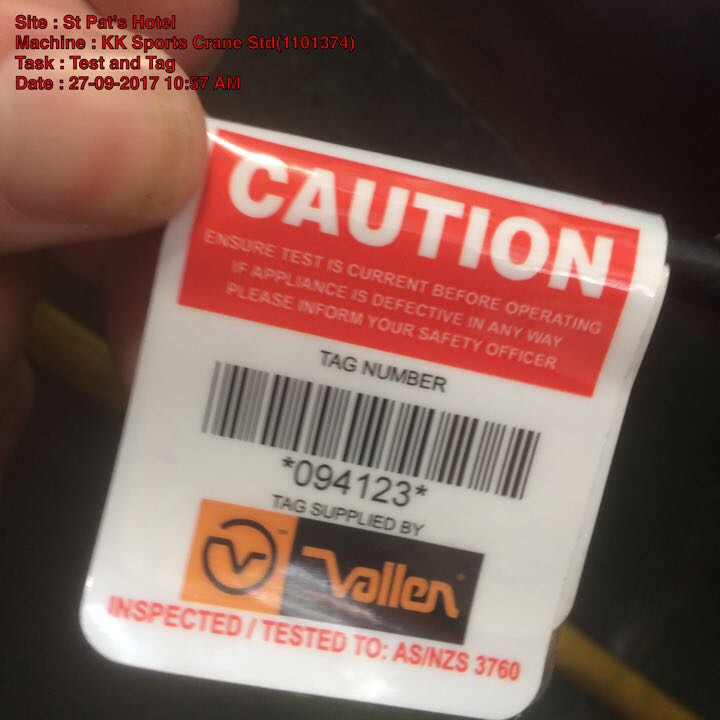 Site : St Pat's Hotel
Machine : KK Sports Crane Std(1101374)
Task : Test and Tag
Date : 27-09-2017 10:57 AM
CAUTION
ENSURE TEST IS CURRENT BEFORE OPERATING
IF APPLIANCE IS DEFECTIVE IN ANY WAY
PLEASE INFORM YOUR SAFETY OFFICER
TAG NUMBER
*094123*
TAG SUPPLIED BY
Vallen
INSPECTED / TESTED TO: AS/NZS 3760